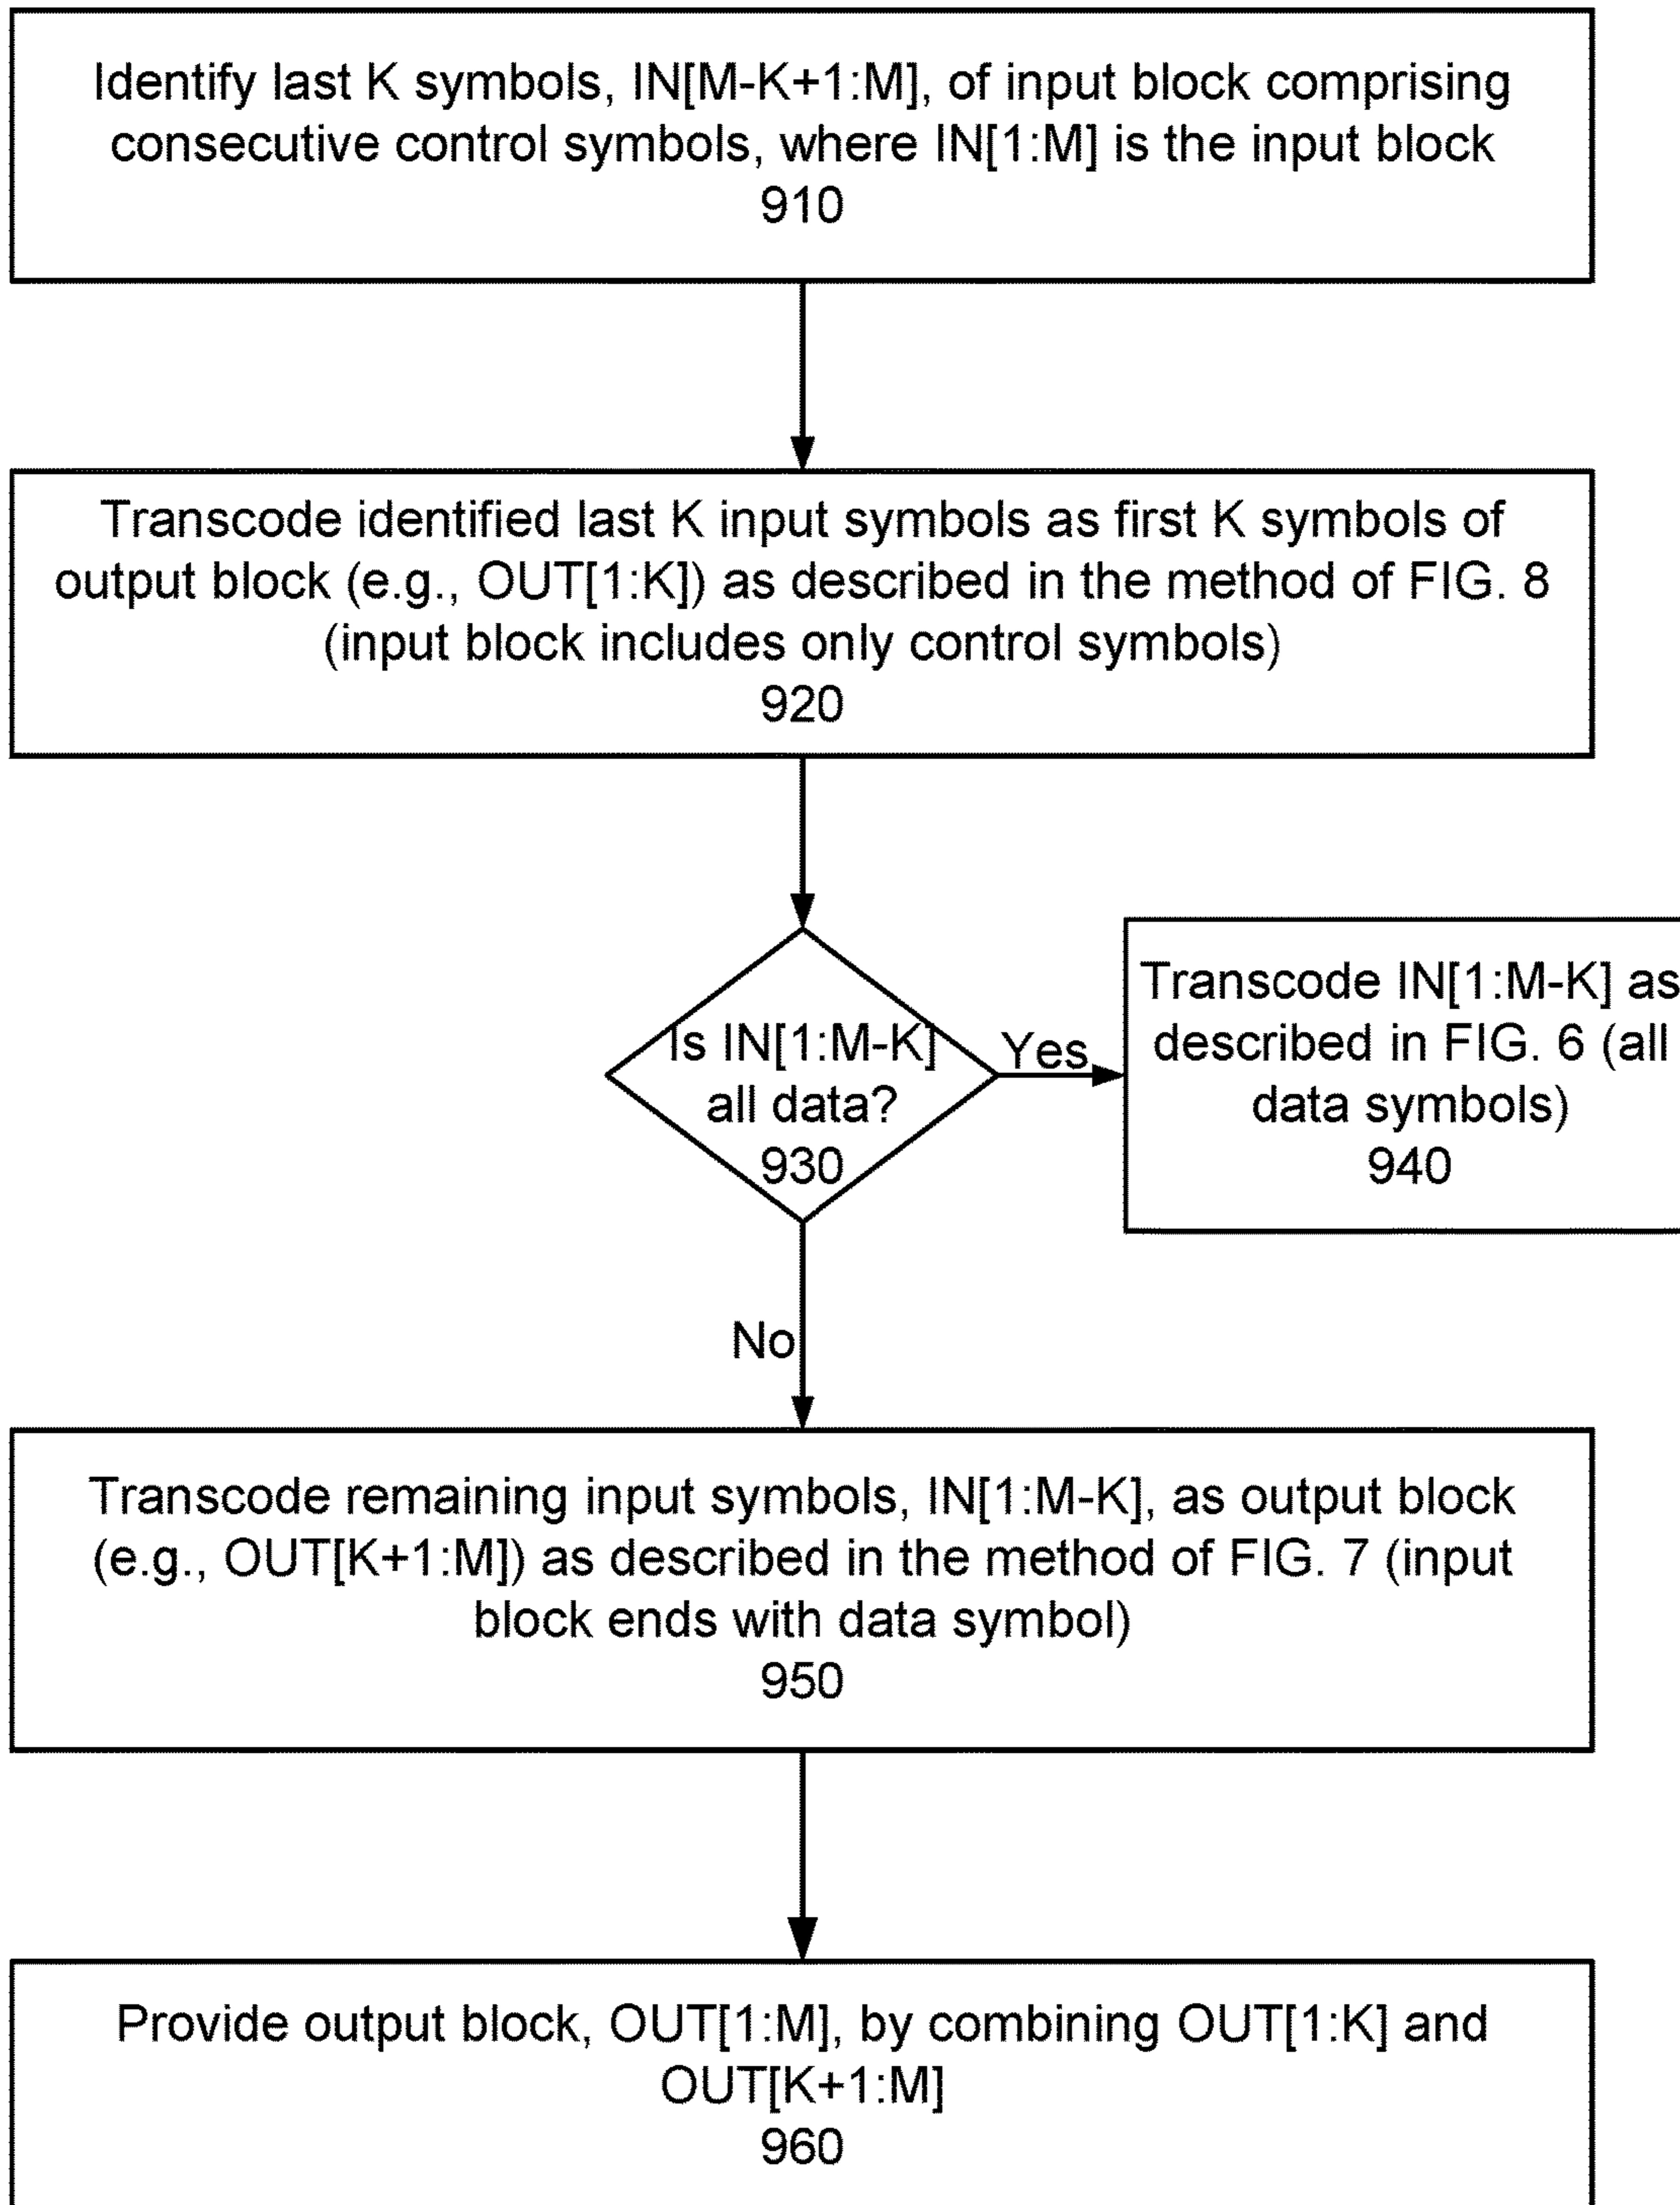 Identify last K symbols, IN[M-K+1:M], of input block comprising
consecutive control symbols, where IN[1:M] is the input block
910
Transcode identified last K input symbols as first K symbols of
output block (e.g., OUT[1:K]) as described in the method of FIG. 8
(input block includes only control symbols)
920
Is IN[1:M-K]
all data?
930
Yes
Transcode IN[1:M-K] as
described in FIG. 6 (all
data symbols)
940
No
Transcode remaining input symbols, IN[1:M-K], as output block
(e.g., OUT[K+1:M]) as described in the method of FIG. 7 (input
block ends with data symbol)
950
Provide output block, OUT[1:M], by combining OUT[1:K] and
OUT[K+1:M]
960